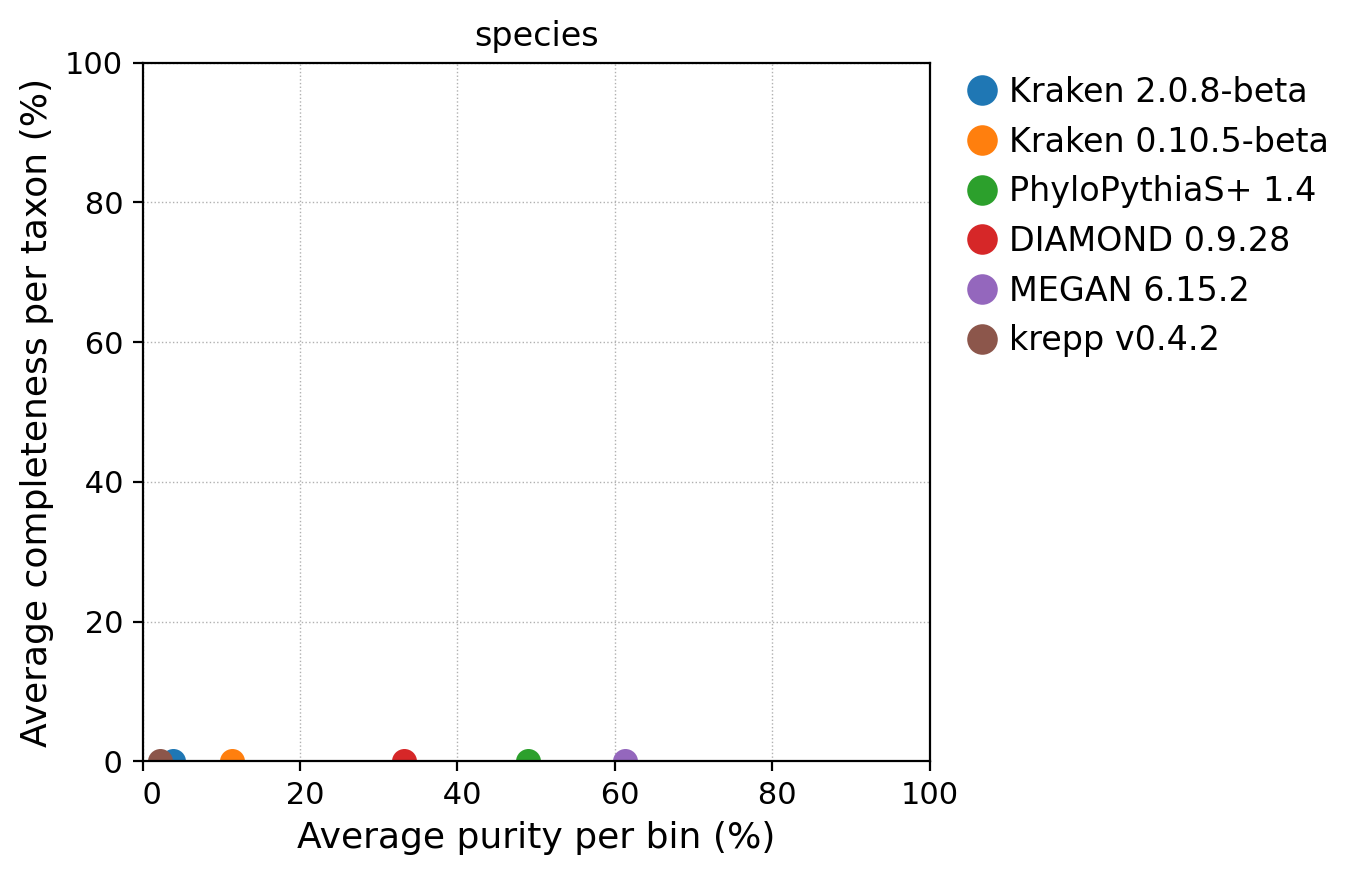 species
Average completeness per taxon (%)
100
80
60
40
20
0
0 20 40 60 80 100
Average purity per bin (%)
Kraken 2.0.8-beta
Kraken 0.10.5-beta
PhyloPythiaS+ 1.4
DIAMOND 0.9.28
MEGAN 6.15.2
krepp v0.4.2